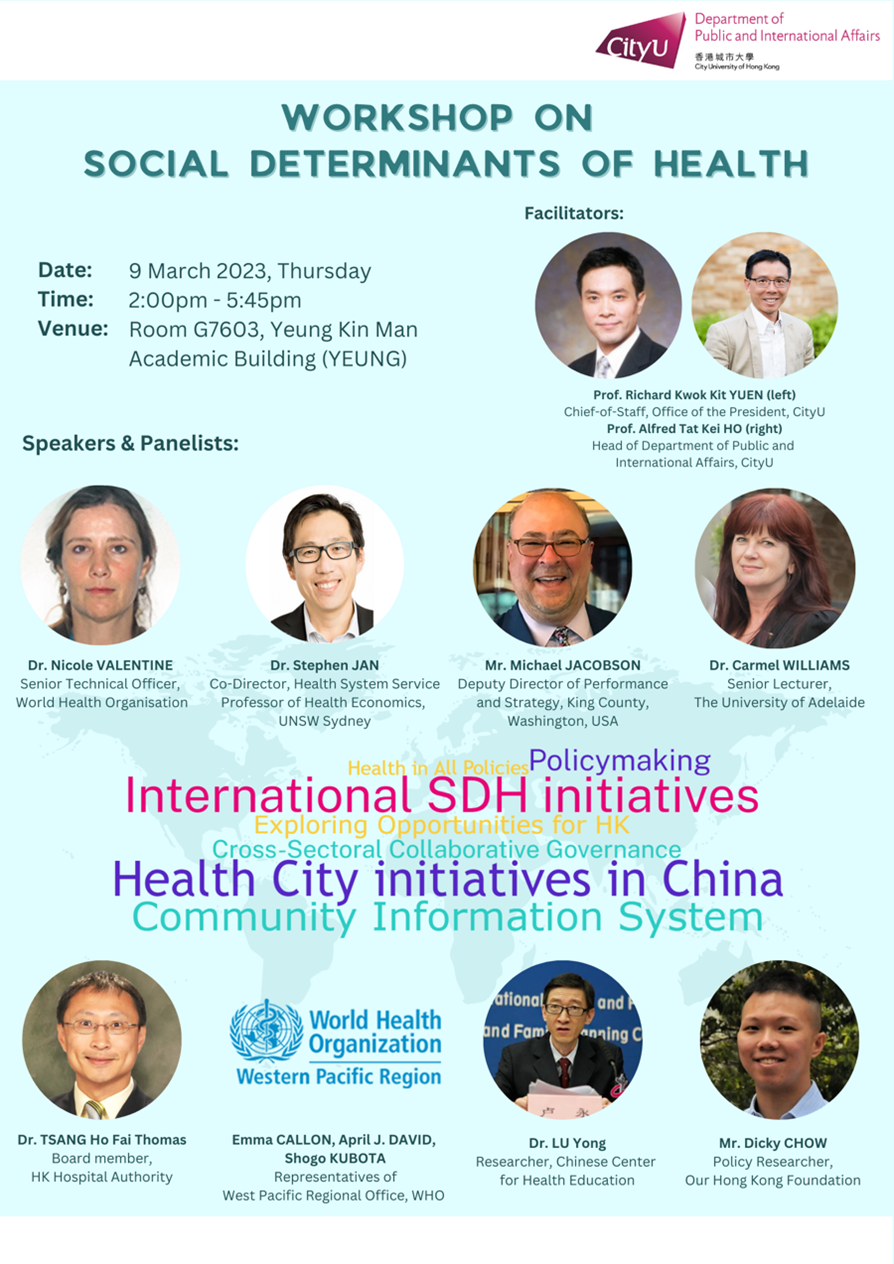 CityU
Department of
Public and International Affairs
香港城市大學
City University of Hong Kong
WORKSHOP ON
SOCIAL DETERMINANTS OF HEALTH
Facilitators:
Date: 9 March 2023, Thursday
Time: 2:00pm - 5:45pm
Venue: Room G7603, Yeung Kin Man
Academic Building (YEUNG)
Prof. Richard Kwok Kit YUEN (left)
Chief-of-Staff, Office of the President, CityU
Prof. Alfred Tat Kei HO (right)
Head of Department of Public and
International Affairs, CityU
Speakers & Panelists:
Dr. Nicole VALENTINE
Senior Technical Officer,
World Health Organisation
Dr. Stephen JAN
Co-Director, Health System Service
Professor of Health Economics,
UNSW Sydney
Mr. Michael JACOBSON
Deputy Director of Performance
and Strategy, King County,
Washington, USA
Dr. Carmel WILLIAMS
Senior Lecturer,
The University of Adelaide
Health in All Policies
Policymaking
International SDH initiatives
Exploring Opportunities for HK
Cross-Sectoral Collaborative Governance
Health City initiatives in China
Community Information System
Dr. TSANG Ho Fai Thomas
Board member,
HK Hospital Authority
World Health
Organization
Western Pacific Region
Emma CALLON, April J. DAVID,
Shogo KUBOTA
Representatives of
West Pacific Regional Office, WHO
ational and
and Fam nning C
Dr. LU Yong
Researcher, Chinese Center
for Health Education
Mr. Dicky CHOW
Policy Researcher,
Our Hong Kong Foundation